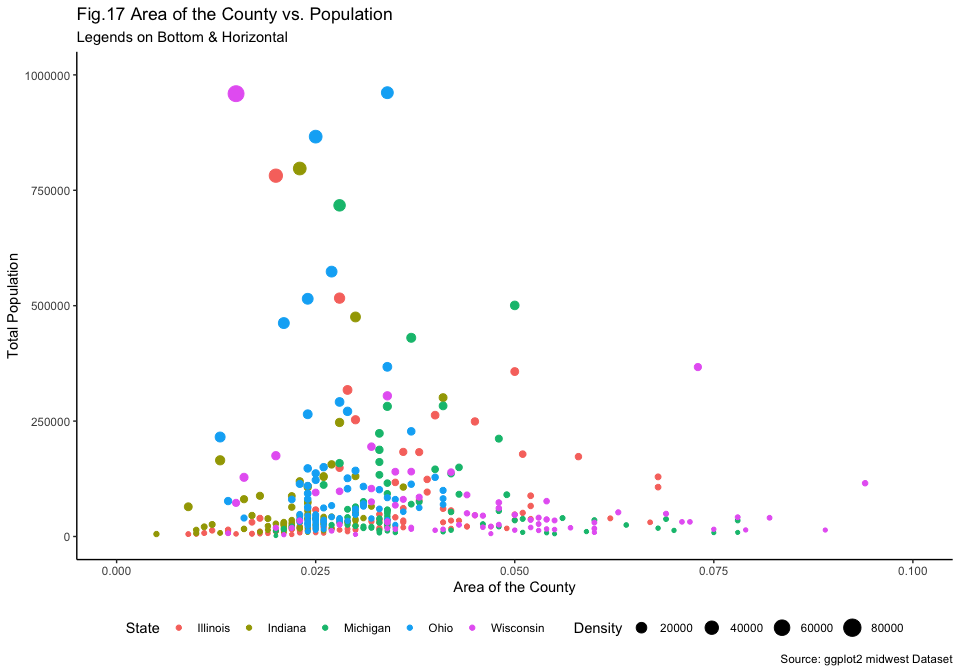 Fig.17 Area of the County vs. Population
Legends on Bottom & Horizontal
Total Population
1000000
750000
500000
250000
0
0.000 0.025 0.050 0.075 0.100
Area of the County
State Illinois Indiana Michigan Ohio Wisconsin Density 20000 40000 60000 80000
Source: ggplot2 midwest Dataset